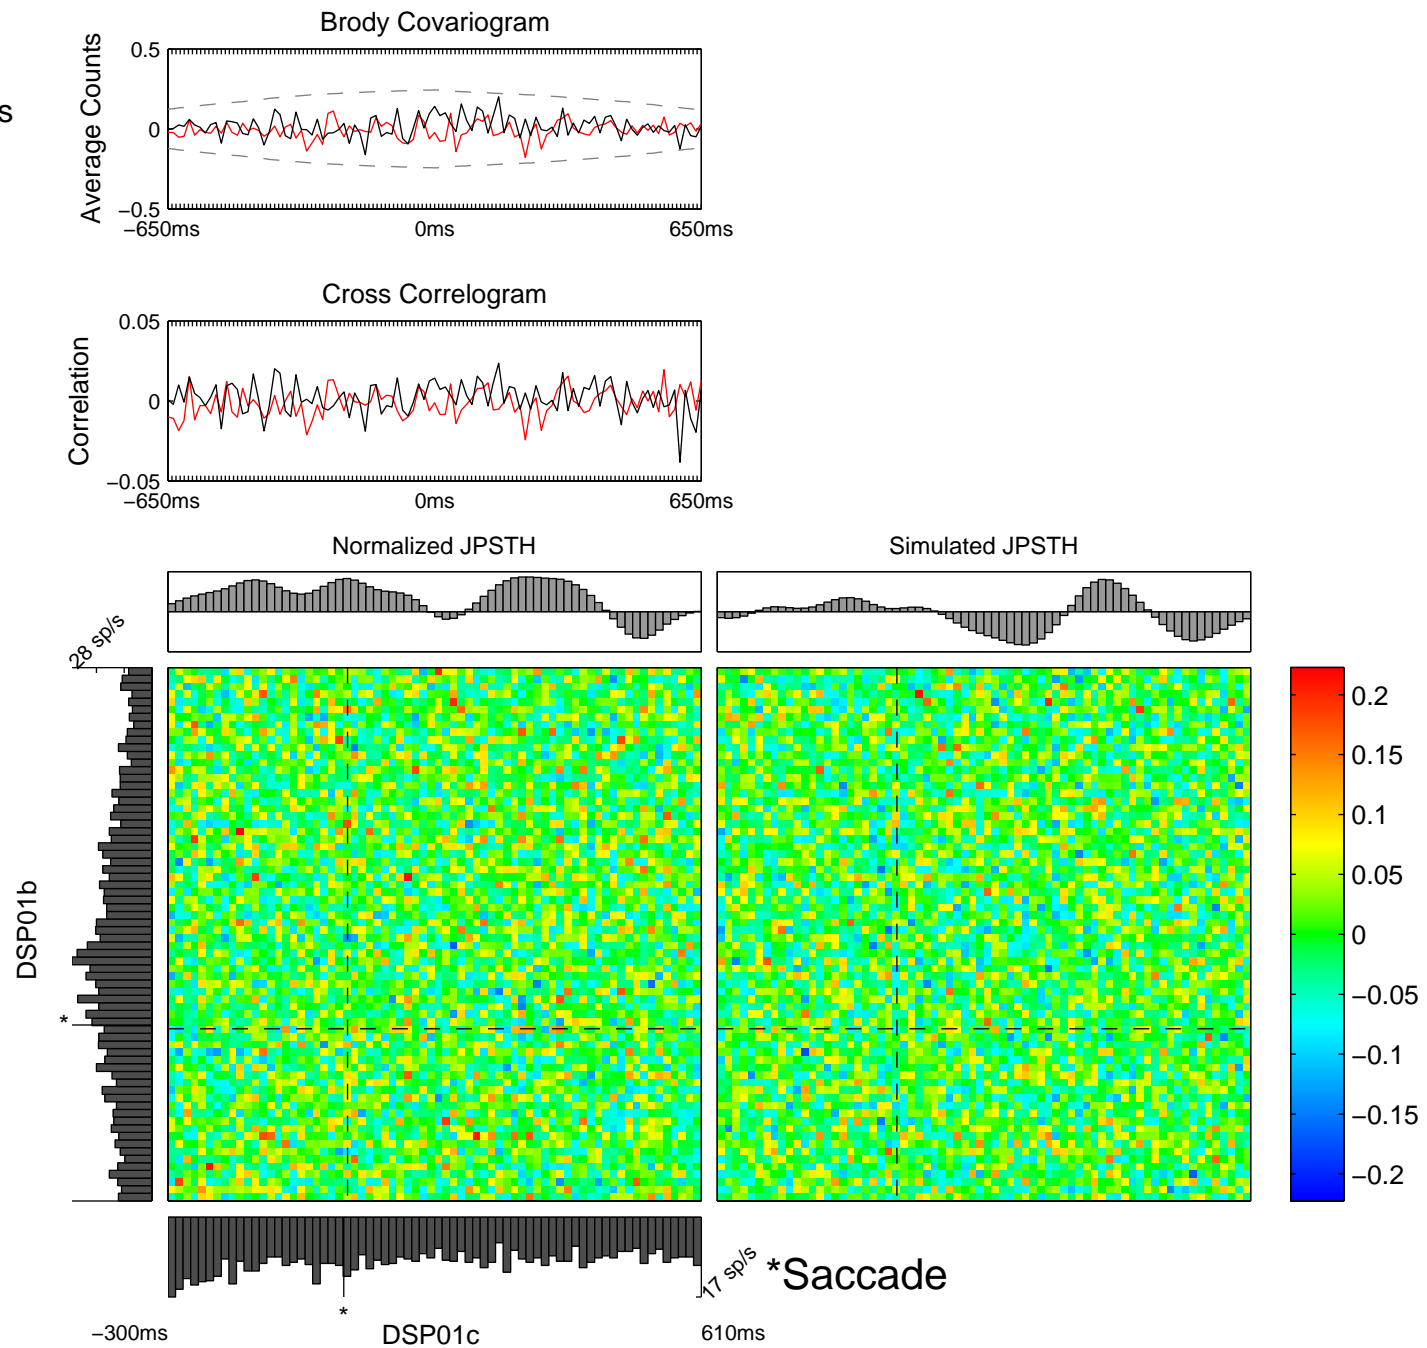 Brody Covariogram
s
Average Counts
0.5
0
−0.5
−650ms 0ms 650ms
Cross Correlogram
Correlation
0.05
0
−0.05
−650ms 0ms 650ms
Normalized JPSTH
Simulated JPSTH
28 sp/s
DSP01b
*
0.2
0.15
0.1
0.05
0
−0.05
−0.1
−0.15
−0.2
17 sp/s
*Saccade
*
−300ms DSP01c 610ms